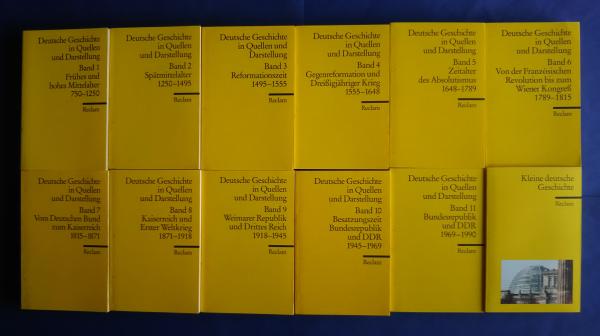 Deutsche Geschichte
in Quellen
und Darstellung
Band 1
Frühes und
hohes Mittelalter
750-1250
Reclam
Deutsche Geschichte
in Quellen
und Darstellung
Band 2
Spätmittelalter
1250-1495
Reclam
Deutsche Geschichte
in Quellen und
Darstellung
Band 3
Reformationszeit
1495-1555
Reclam
Deutsche Geschichte
in Quellen
und Darstellung
Band 4
Gegenreformation und
Dreißigjähriger Krieg
1555-1648
Reclam
Deutsche Geschichte
in Quellen
und Darstellung
Band 5
Zeitalter
des Absolutismus
1648-1789
Reclam
Deutsche Geschichte
in Quellen
und Darstellung
Band 6
Von der Französischen
Revolution bis zum
Wiener Kongreß
1789-1815
Reclam
Deutsche Geschichte
in Quellen
und Darstellung
Band 7
Vom Deutschen Bund
zum Kaiserreich
1815-1871
Reclam
Deutsche Geschichte
in Quellen
und Darstellung
Band 8
Kaiserreich und
Erster Weltkrieg
1871-1918
Reclam
Deutsche Geschichte
in Quellen
und Darstellung
Band 9
Weimarer Republik
und Drittes Reich
1918-1945
Reclam
Deutsche Geschichte
in Quellen
und Darstellung
Band 10
Besatzungszeit
Bundesrepublik
und DDR
1945-1969
Reclam
Deutsche Geschichte
in Quellen
und Darstellung
Band 11
Bundesrepublik
und DDR
1969-1990
Reclam
Kleine deutsche
Geschichte
Reclam